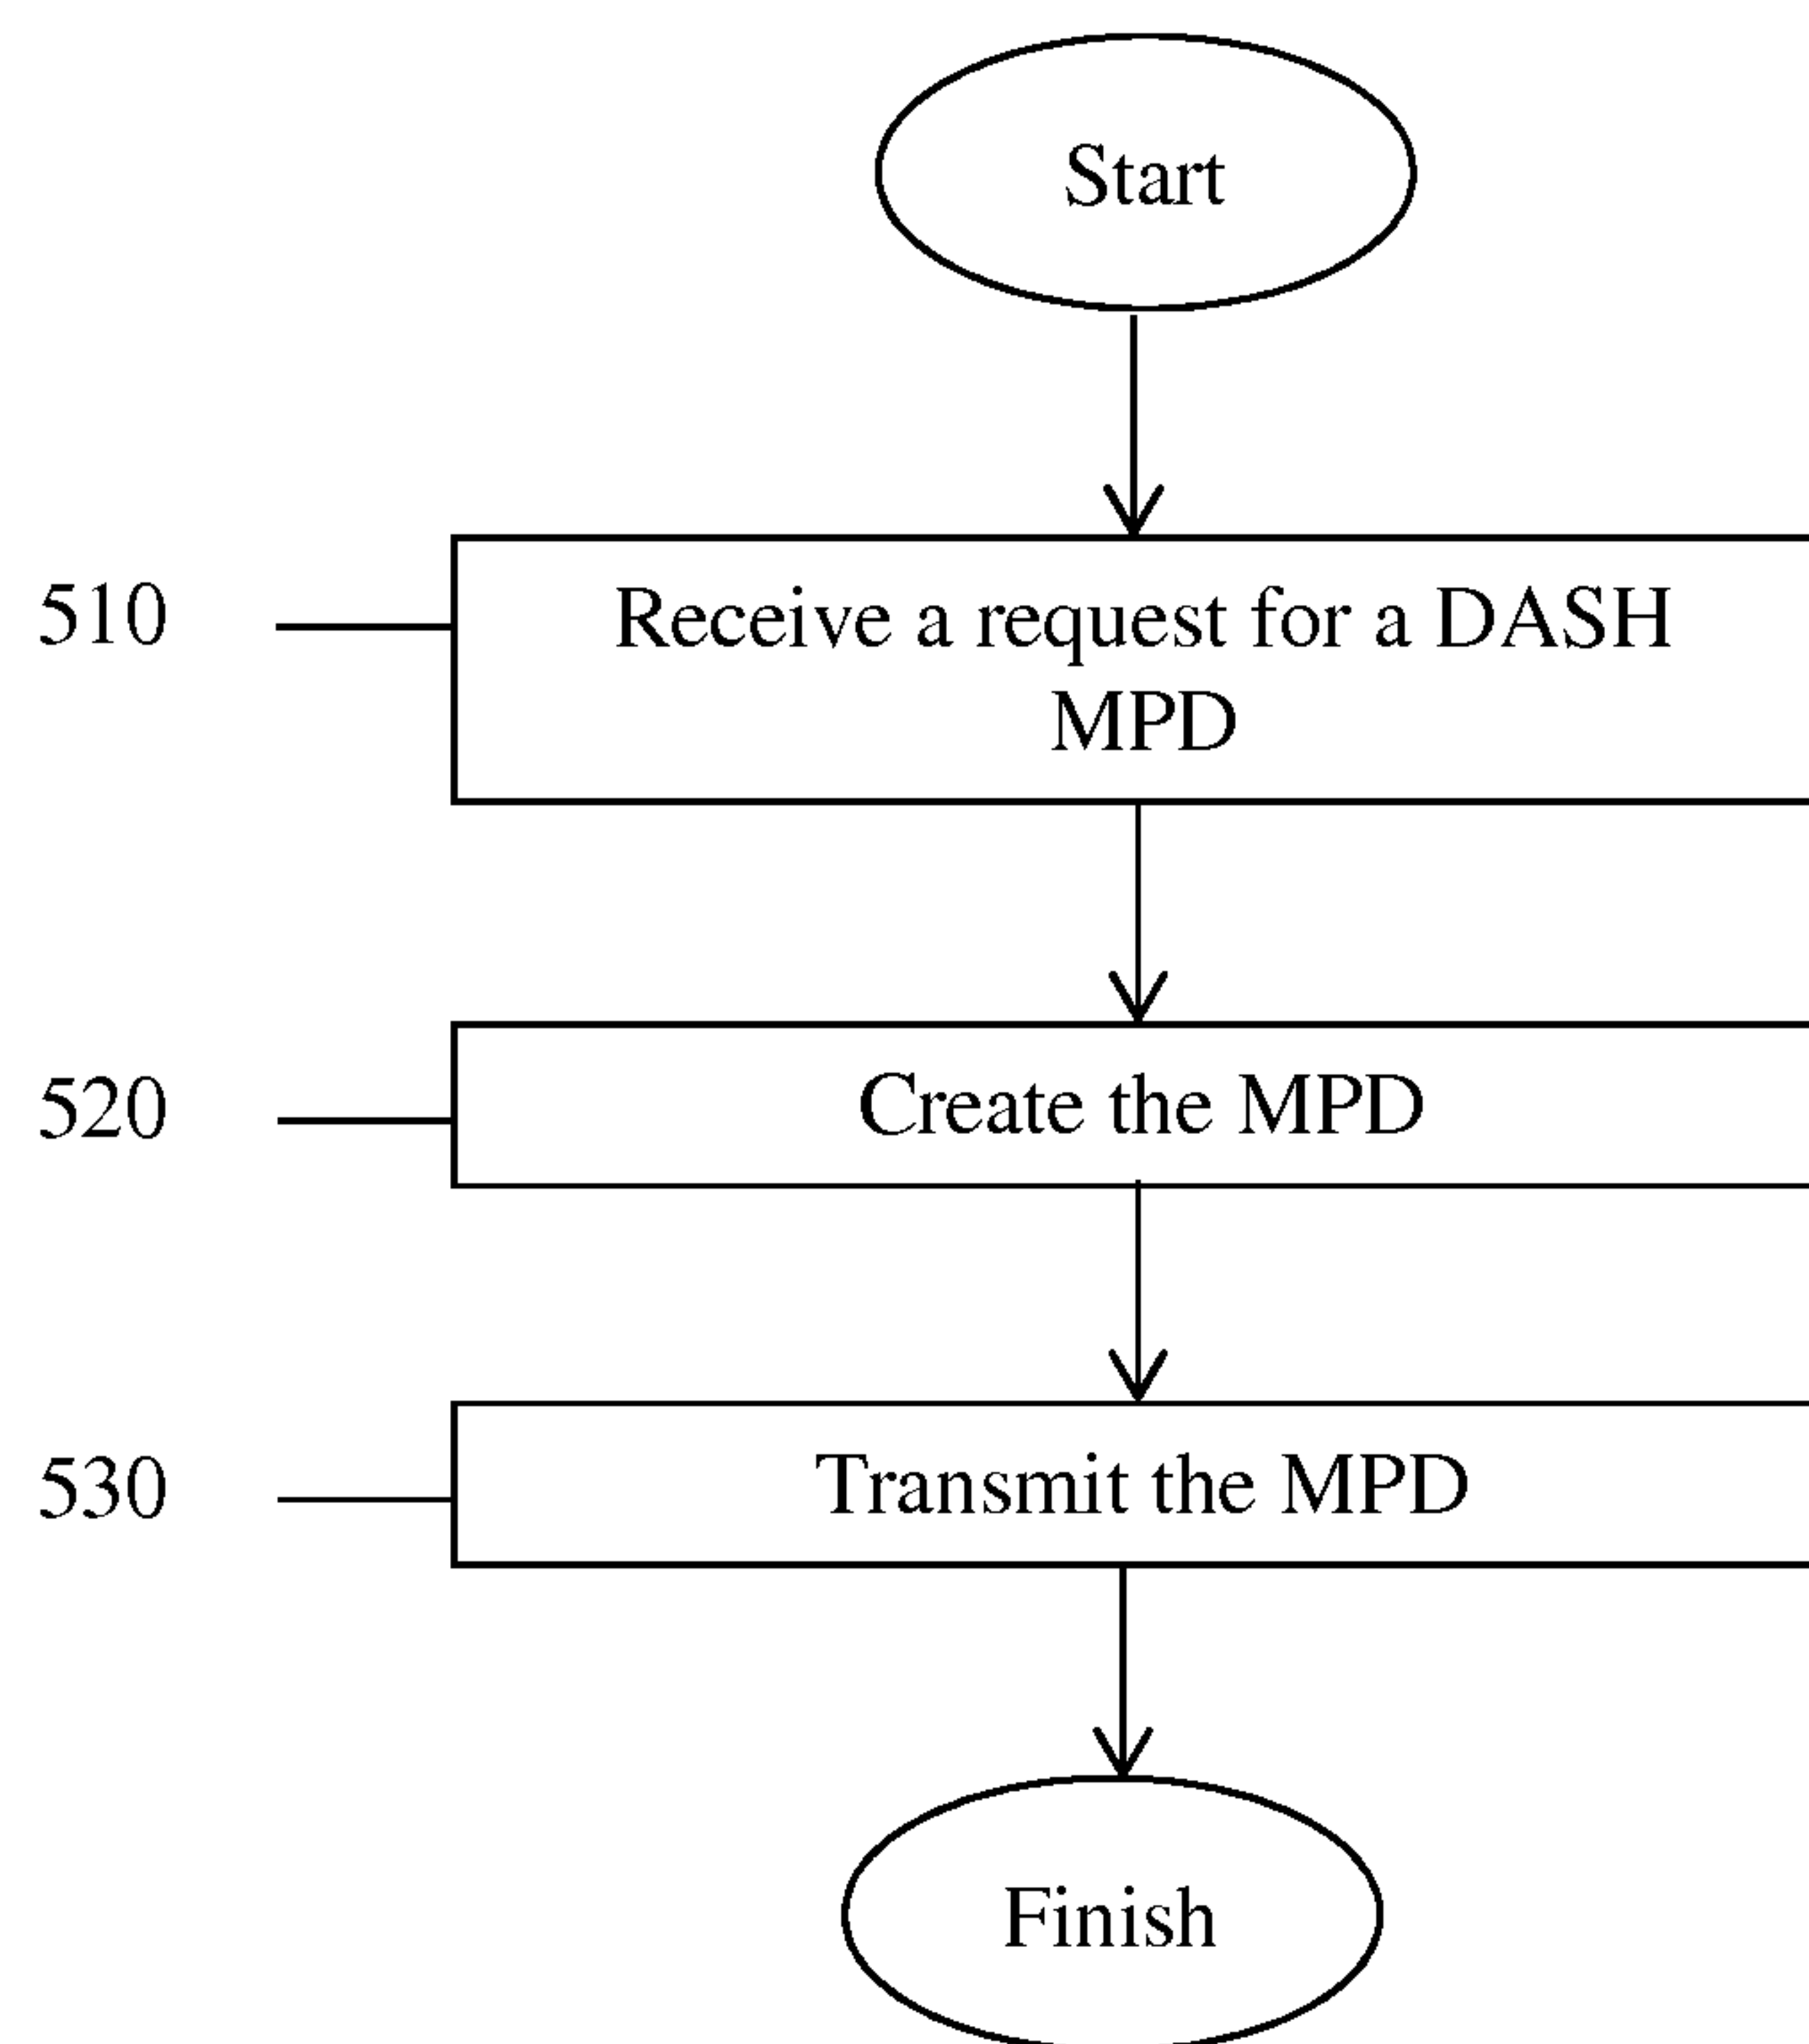 Start
510
Receive a request for a DASH
MPD
520
Create the MPD
530
Transmit the MPD
Finish